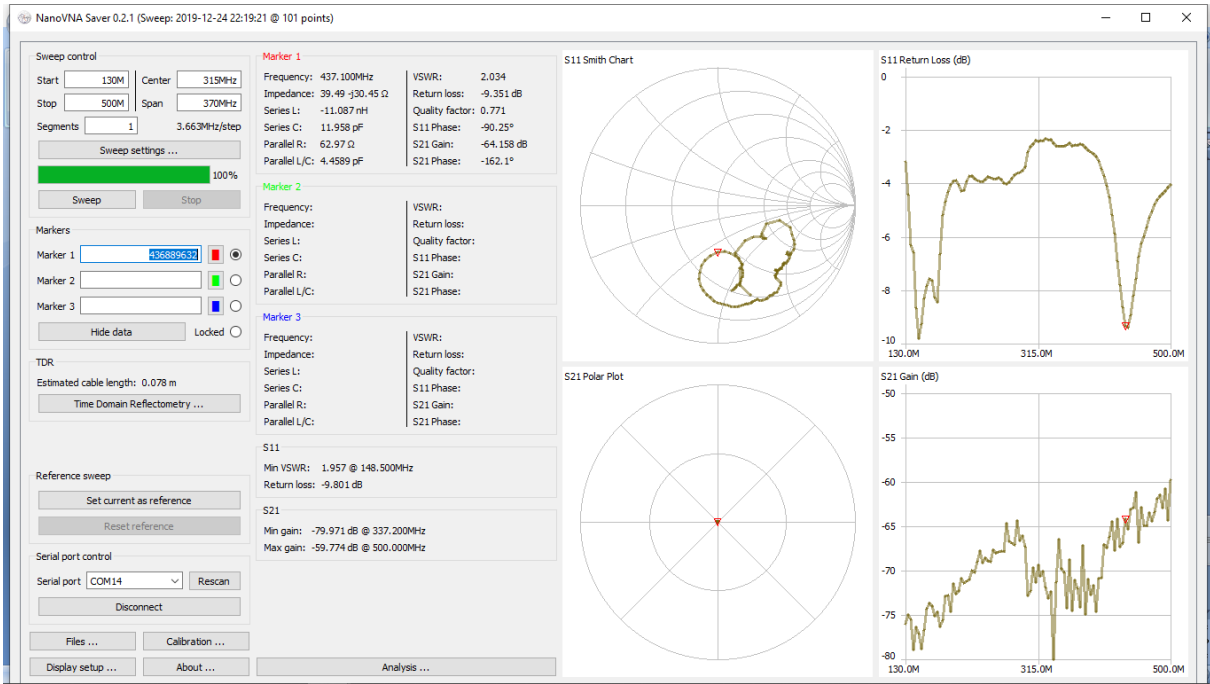 NanoVNA Saver 0.2.1 (Sweep: 2019-12-24 22:19:21 @ 101 points)
Sweep control
Start 130M Center 315MHz
Stop 500M Span 370MHz
Segments 1 3.663MHz/step
Sweep settings ...
100%
Sweep Stop
Markers
Marker 1 436889632
Marker 2
Marker 3
Hide data Locked
TDR
Estimated cable length: 0.078 m
Time Domain Reflectometry ...
Reference sweep
Set current as reference
Reset reference
Serial port control
Serial port COM14 Rescan
Disconnect
Files ... Calibration ...
Display setup ... About ...
Marker 1
Frequency: 437.100MHz VSWR: 2.034
Impedance: 39.49 -j30.45 Ω Return loss: -9.351 dB
Series L: -11.087 nH Quality factor: 0.771
Series C: 11.958 pF S11 Phase: -90.25°
Parallel R: 62.97 Ω S21 Gain: -64.158 dB
Parallel L/C: 4.4589 pF S21 Phase: -162.1°
Marker 2
Frequency: VSWR:
Impedance: Return loss:
Series L: Quality factor:
Series C: S11 Phase:
Parallel R: S21 Gain:
Parallel L/C: S21 Phase:
Marker 3
Frequency: VSWR:
Impedance: Return loss:
Series L: Quality factor:
Series C: S11 Phase:
Parallel R: S21 Gain:
Parallel L/C: S21 Phase:
S11
Min VSWR: 1.957 @ 148.500MHz
Return loss: -9.801 dB
S21
Min gain: -79.971 dB @ 337.200MHz
Max gain: -59.774 dB @ 500.000MHz
Analysis ...
S11 Smith Chart
S11 Return Loss (dB)
0
-2
-4
-6
-8
-10
130.0M 315.0M 500.0M
S21 Polar Plot
S21 Gain (dB)
-50
-55
-60
-65
-70
-75
-80
130.0M 315.0M 500.0M